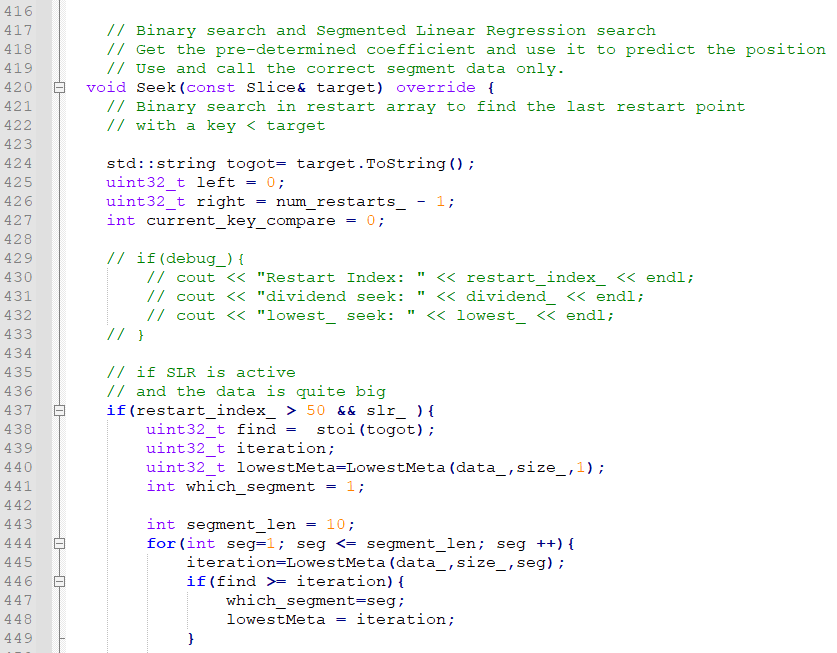 416
417 // Binary search and Segmented Linear Regression search
418 // Get the pre-determined coefficient and use it to predict the position
419 // Use and call the correct segment data only.
420 void Seek(const Slice& target) override {
421 // Binary search in restart array to find the last restart point
422 // with a key < target
423
424 std::string togot= target.ToString();
425 uint32_t left = 0;
426 uint32_t right = num_restarts_ - 1;
427 int current_key_compare = 0;
428
429 // if(debug_){
430 // cout << "Restart Index: " << restart_index_ << endl;
431 // cout << "dividend seek: " << dividend_ << endl;
432 // cout << "lowest_ seek: " << lowest_ << endl;
433 // }
434
435 // if SLR is active
436 // and the data is quite big
437 if(restart_index_ > 50 && slr_ ){
438 uint32_t find =  stoi(togot);
439 uint32_t iteration;
440 uint32_t lowestMeta=LowestMeta(data_,size_,1);
441 int which_segment = 1;
442
443 int segment_len = 10;
444 for(int seg=1; seg <= segment_len; seg ++){
445 iteration=LowestMeta(data_,size_,seg);
446 if(find >= iteration){
447 which_segment=seg;
448 lowestMeta = iteration;
449 }